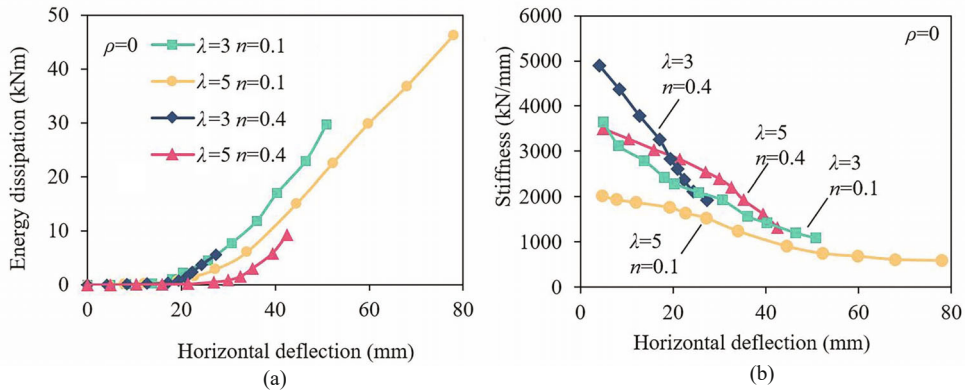 50
40
30
20
10
0
0
20
40
60
80
Energy dissipation (kNm)
Horizontal deflection (mm)
ρ=0
λ=3 n=0.1
λ=5 n=0.1
λ=3 n=0.4
λ=5 n=0.4
(a)
6000
5000
4000
3000
2000
1000
0
0
20
40
60
80
Stiffness (kN/mm)
Horizontal deflection (mm)
ρ=0
λ=3
n=0.4
λ=5
n=0.4
λ=3
n=0.1
λ=5
n=0.1
(b)